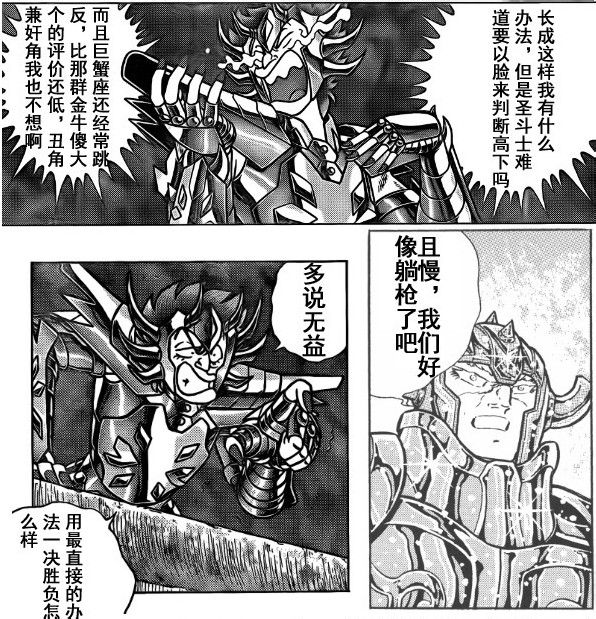 长成这样我有什么
办法，但是圣斗士难
道要以脸来判断高下吗
而且巨蟹座还经常跳
反，比那群金牛傻大
个的评价还低，丑角
兼奸角我也不想啊
且慢，我们好
像躺枪了吧
多说无益
用最直接的办
法一决胜负怎
么样